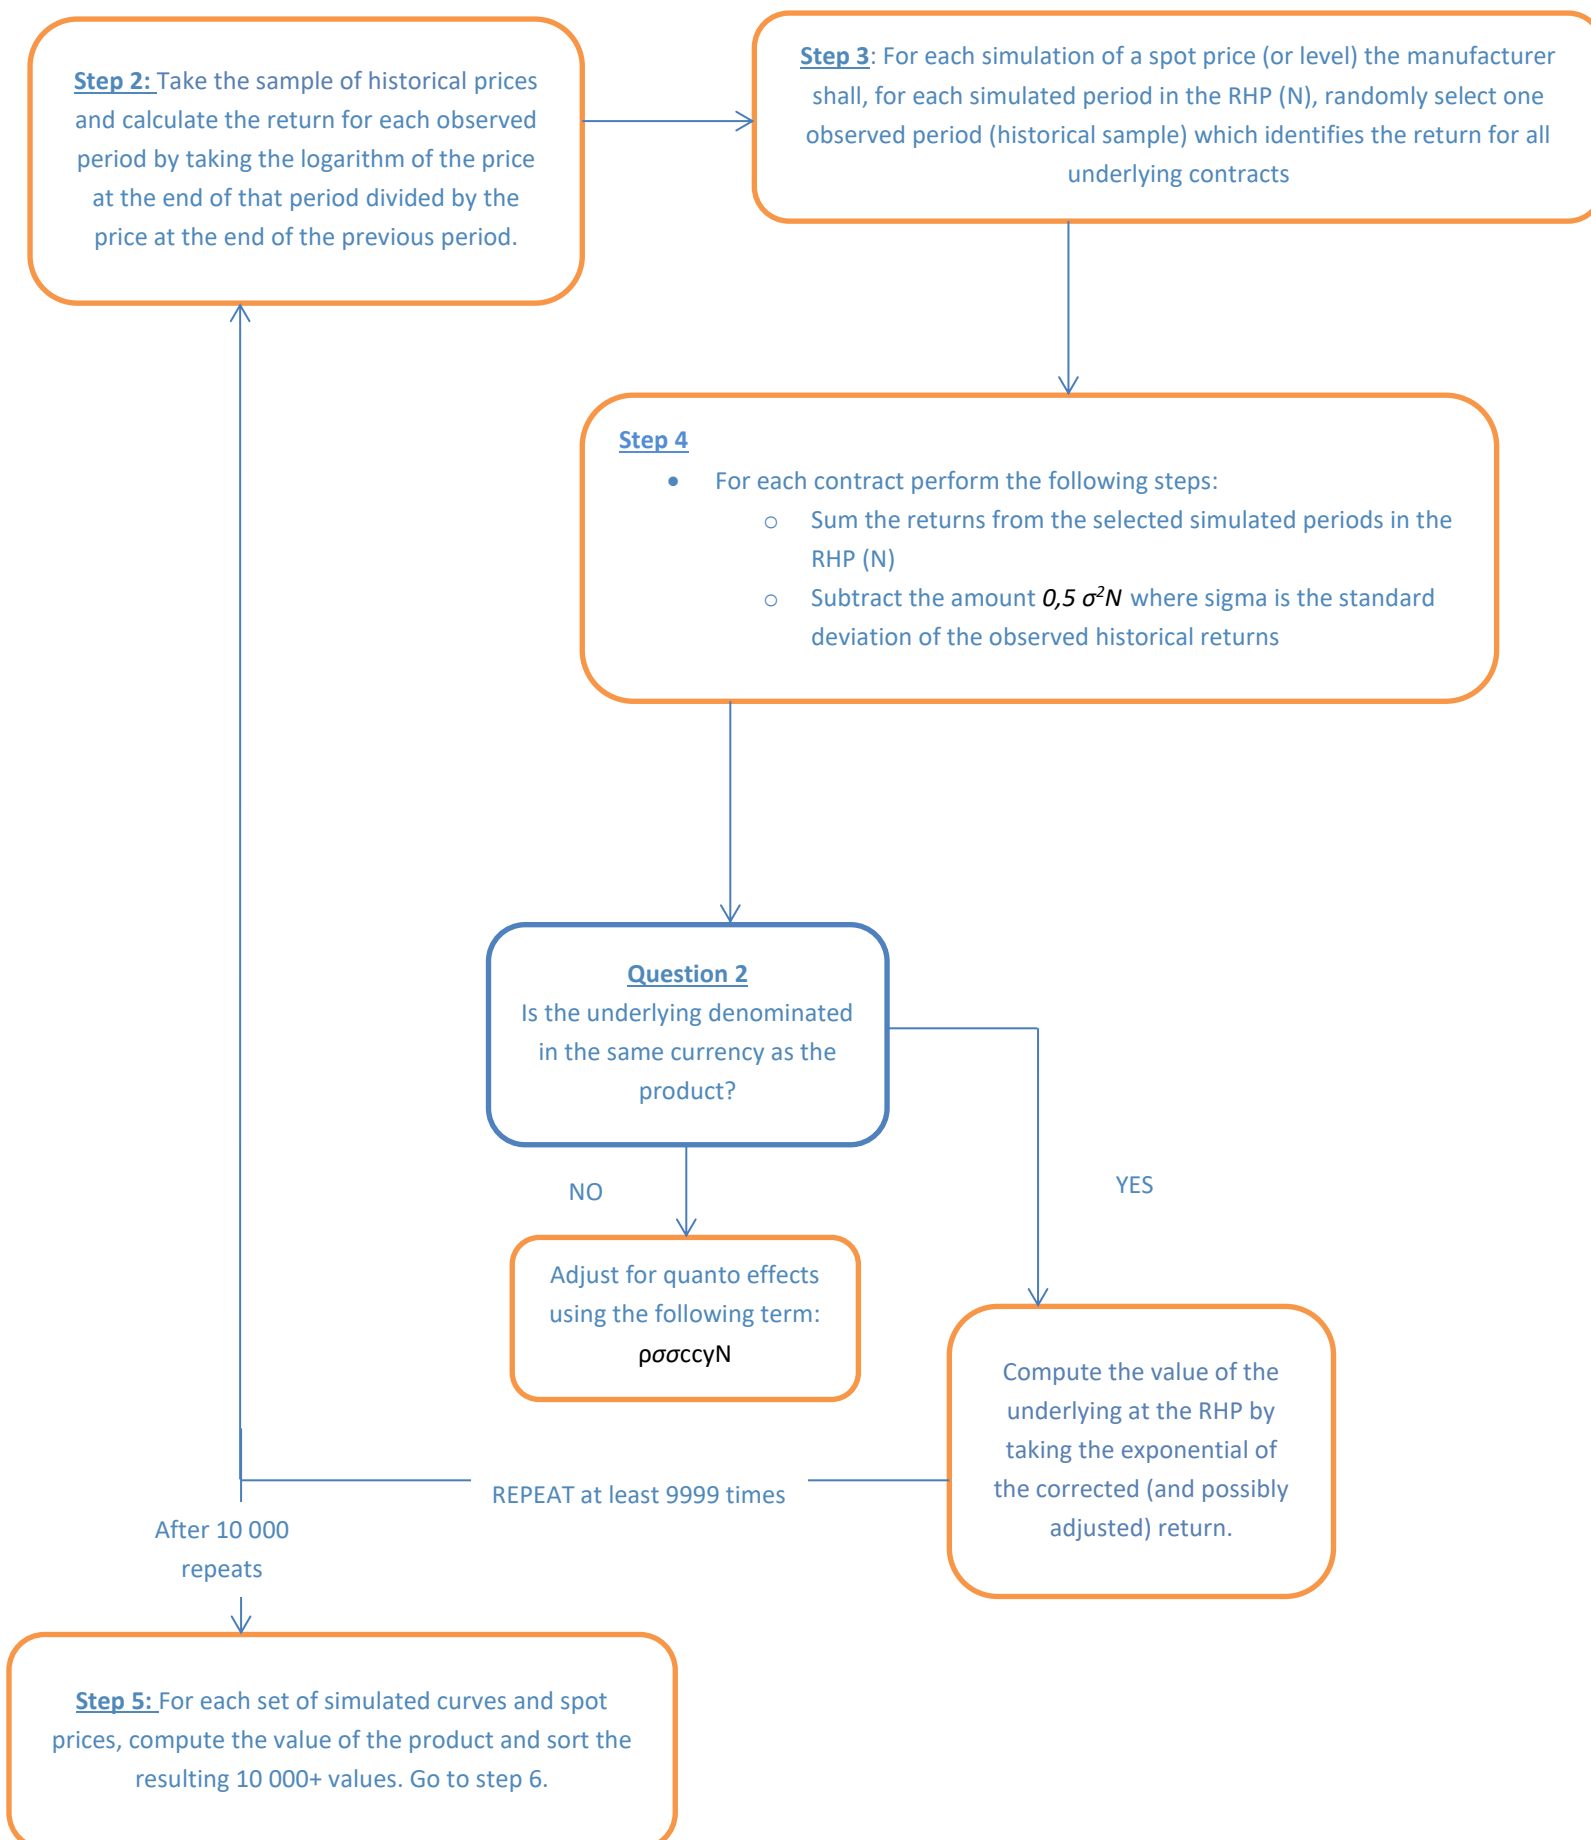 Step 2: Take the sample of historical prices
and calculate the return for each observed
period by taking the logarithm of the price
at the end of that period divided by the
price at the end of the previous period.
Step 3: For each simulation of a spot price (or level) the manufacturer
shall, for each simulated period in the RHP (N), randomly select one
observed period (historical sample) which identifies the return for all
underlying contracts
Step 4
• For each contract perform the following steps:
o Sum the returns from the selected simulated periods in the
RHP (N)
o Subtract the amount 0,5 σ²N where sigma is the standard
deviation of the observed historical returns
Question 2
Is the underlying denominated
in the same currency as the
product?
NO
YES
Adjust for quanto effects
using the following term:
ρσσccyN
Compute the value of the
underlying at the RHP by
taking the exponential of
the corrected (and possibly
adjusted) return.
REPEAT at least 9999 times
After 10 000
repeats
Step 5: For each set of simulated curves and spot
prices, compute the value of the product and sort the
resulting 10 000+ values. Go to step 6.